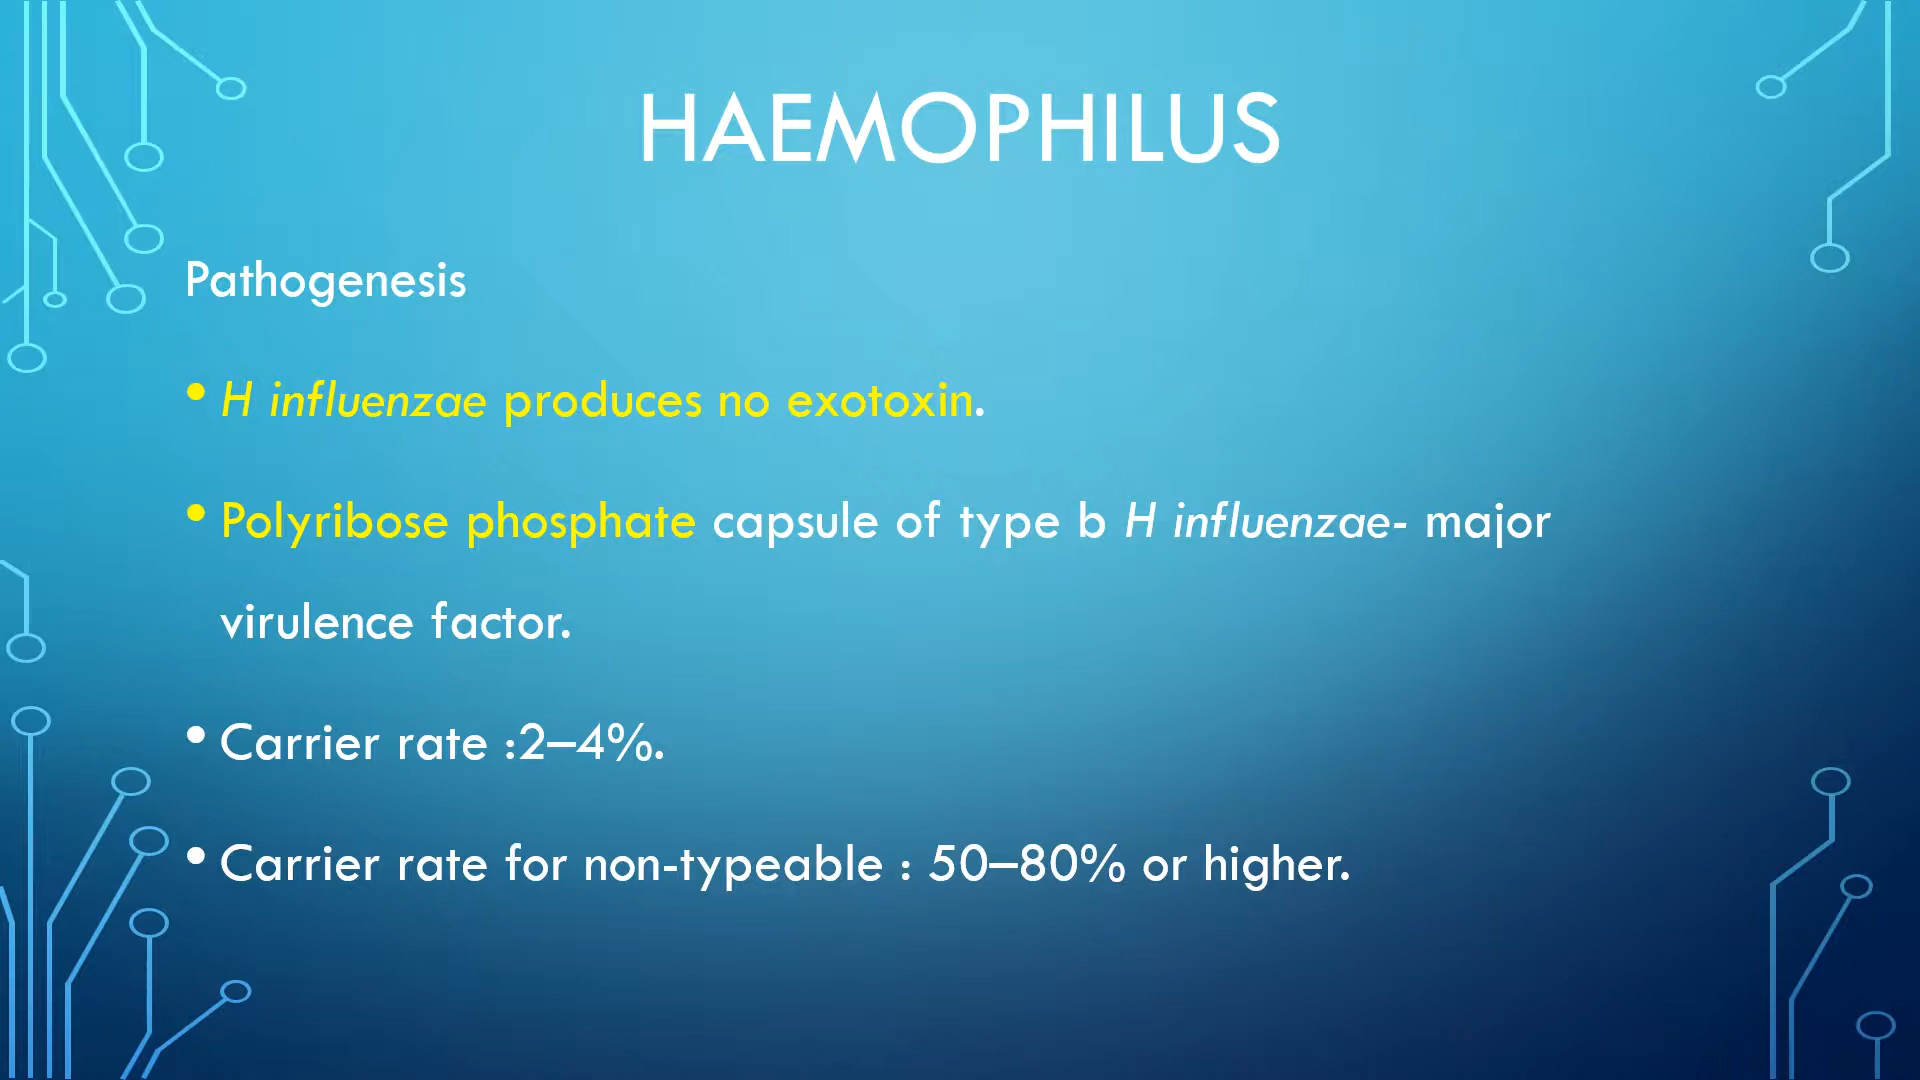 HAEMOPHILUS
Pathogenesis
• H influenzae produces no exotoxin.
• Polyribose phosphate capsule of type b H influenzae- major
virulence factor.
• Carrier rate :2–4%.
• Carrier rate for non-typeable : 50–80% or higher.